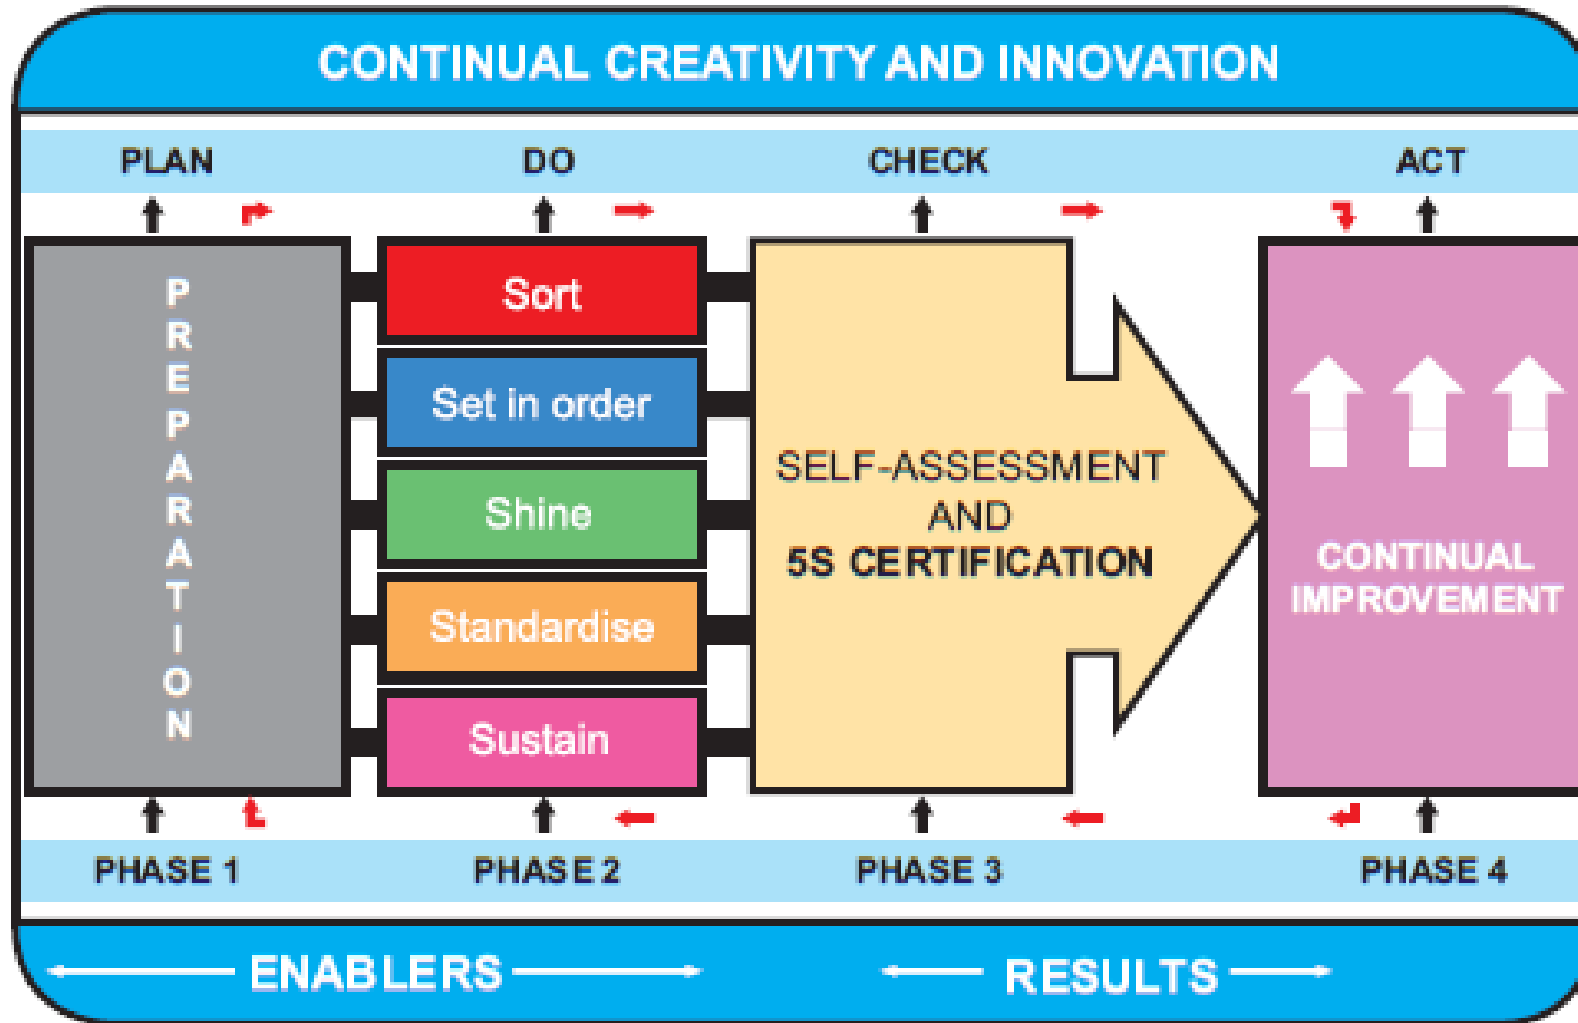 CONTINUAL CREATIVITY AND INNOVATION
PLAN DO CHECK ACT
PREPARATION
Sort
Set in order
Shine
Standardise
Sustain
SELF-ASSESSMENT
AND
5S CERTIFICATION
CONTINUAL
IMPROVEMENT
PHASE 1 PHASE 2 PHASE 3 PHASE 4
ENABLERS RESULTS